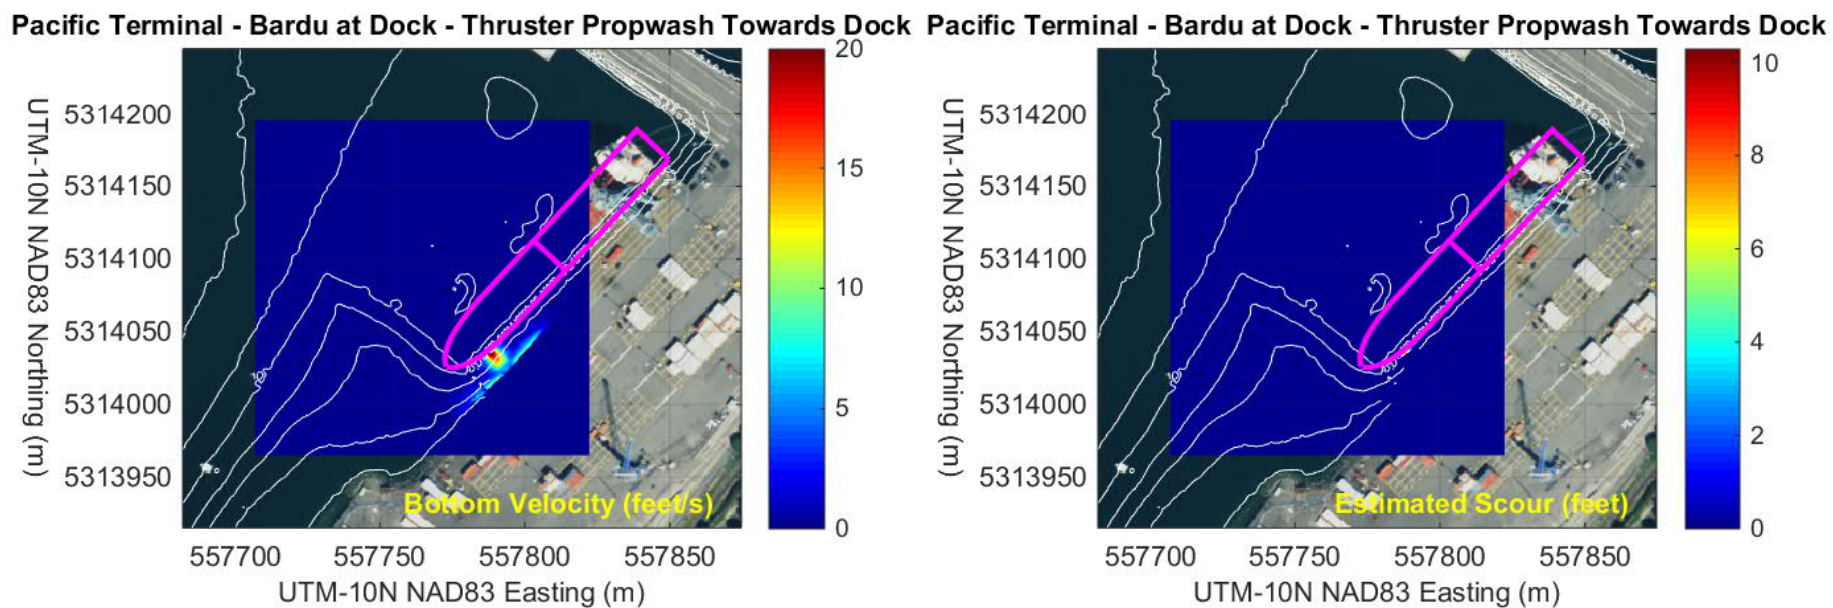 Pacific Terminal - Bardu at Dock - Thruster Propwash Towards Dock
UTM-10N NAD83 Northing (m)
5314200
5314150
5314100
5314050
5314000
5313950
Bottom Velocity (feet/s)
557700 557750 557800 557850
UTM-10N NAD83 Easting (m)
20
15
10
5
0
Pacific Terminal - Bardu at Dock - Thruster Propwash Towards Dock
UTM-10N NAD83 Northing (m)
5314200
5314150
5314100
5314050
5314000
5313950
Estimated Scour (feet)
557700 557750 557800 557850
UTM-10N NAD83 Easting (m)
10
8
6
4
2
0